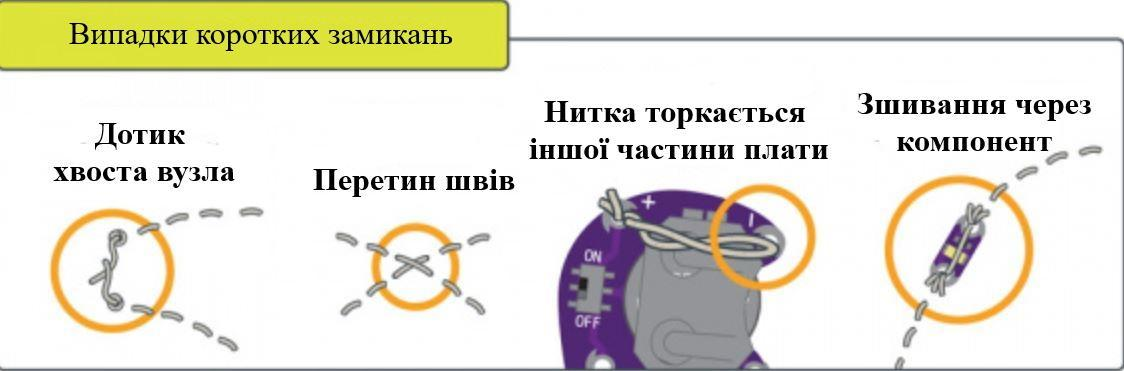 Випадки коротких замикань
Дотик
хвоста вузла
Перетин швів
Нитка торкається
іншої частини плати
Зшивання через
компонент
+
−
ON
OFF